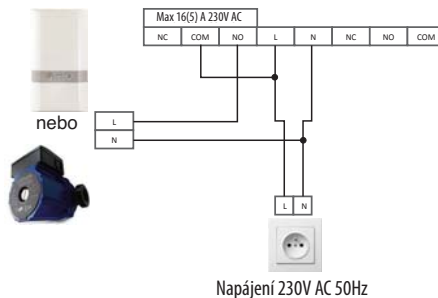 Max 16(5) A 230V AC
NC COM NO L N NC NO COM
nebo
L
N
L N
Napájení 230V AC 50Hz